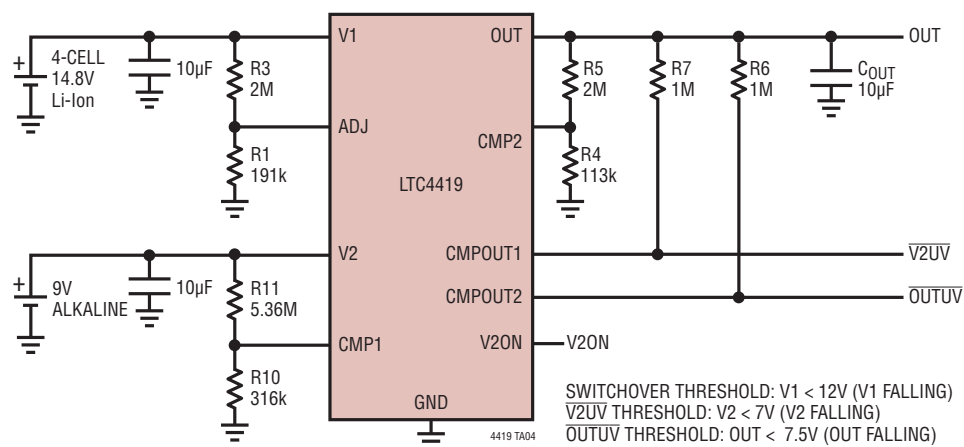 4-CELL
14.8V
Li-Ion
10µF
R3
2M
R1
191k
9V
ALKALINE
10µF
R11
5.36M
R10
316k
V1
ADJ
V2
CMP1
LTC4419
GND
OUT
CMP2
CMPOUT1
CMPOUT2
V2ON
R5
2M
R7
1M
R6
1M
R4
113k
COUT
10µF
OUT
V2UV
OUTUV
V2ON
4419 TA04
SWITCHOVER THRESHOLD: V1 < 12V (V1 FALLING)
V2UV THRESHOLD: V2 < 7V (V2 FALLING)
OUTUV THRESHOLD: OUT < 7.5V (OUT FALLING)